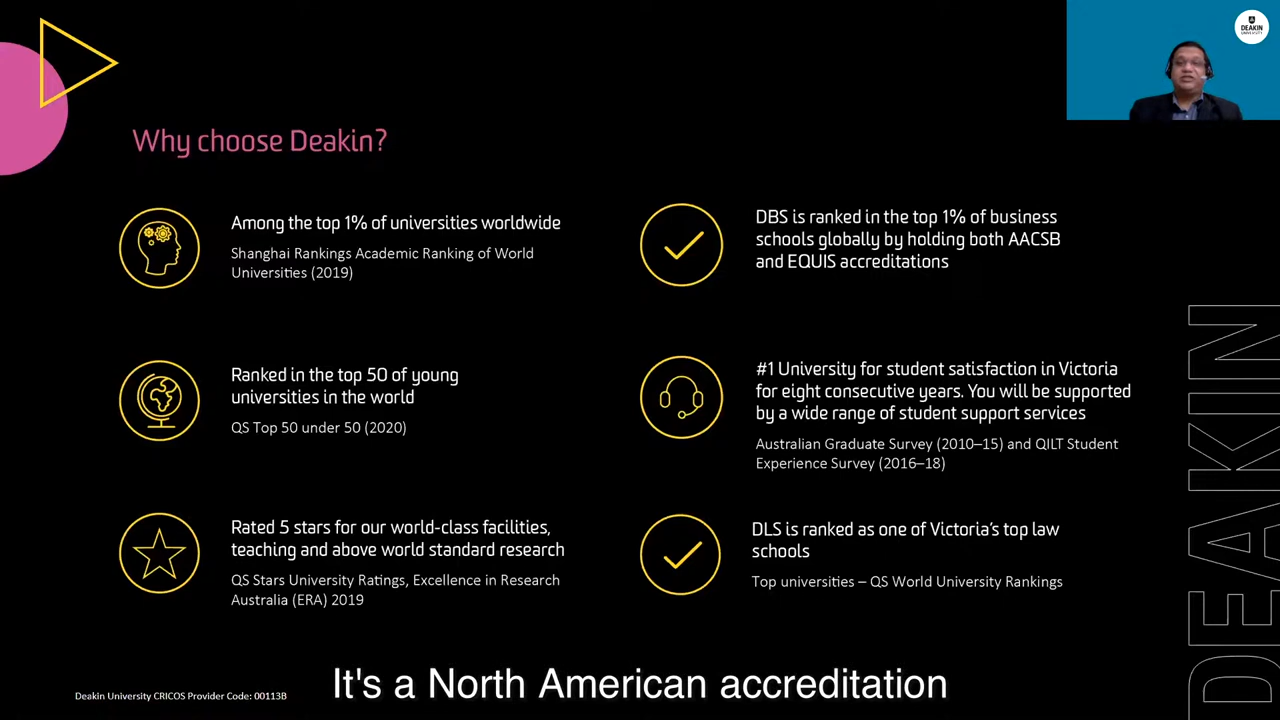 DEAKIN
UNIVERSITY
Why choose Deakin?
Among the top 1% of universities worldwide
Shanghai Rankings Academic Ranking of World
Universities (2019)
DBS is ranked in the top 1% of business
schools globally by holding both AACSB
and EQUIS accreditations
Ranked in the top 50 of young
universities in the world
QS Top 50 under 50 (2020)
#1 University for student satisfaction in Victoria
for eight consecutive years. You will be supported
by a wide range of student support services
Australian Graduate Survey (2010–15) and QILT Student
Experience Survey (2016–18)
Rated 5 stars for our world-class facilities,
teaching and above world standard research
QS Stars University Ratings, Excellence in Research
Australia (ERA) 2019
DLS is ranked as one of Victoria's top law
schools
Top universities – QS World University Rankings
DEAKIN
Deakin University CRICOS Provider Code: 00113B
It's a North American accreditation